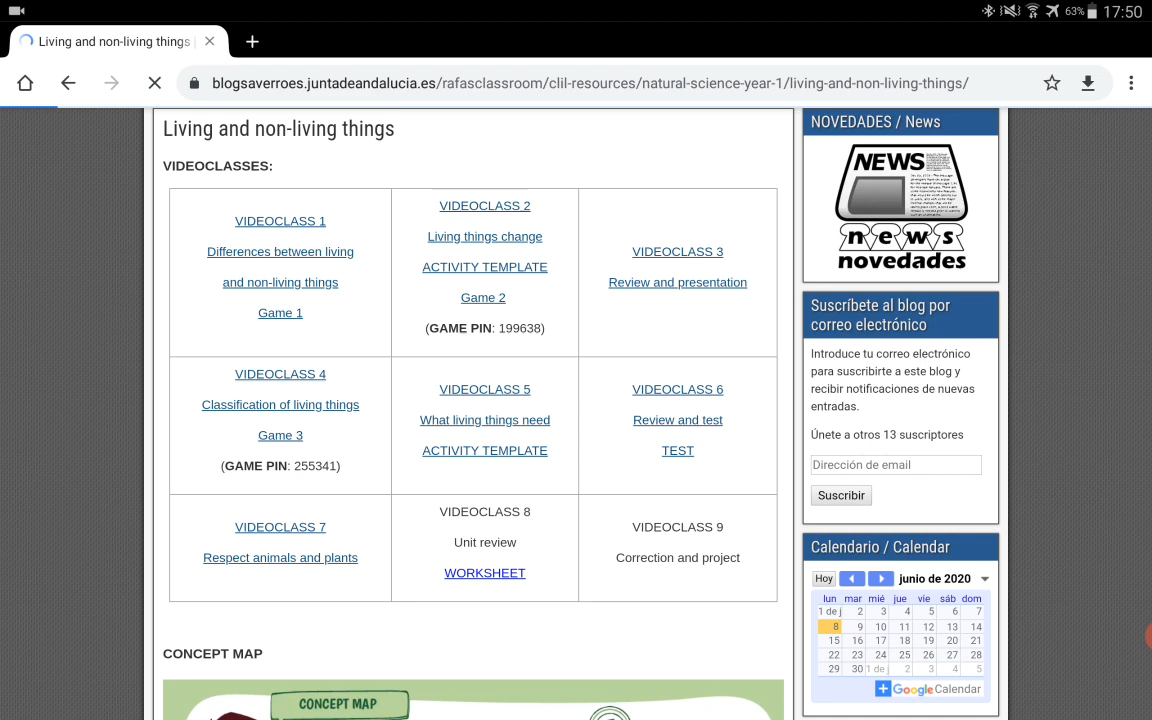 63% 17:50
Living and non-living things
blogsaverroes.juntadeandalucia.es/rafasclassroom/clil-resources/natural-science-year-1/living-and-non-living-things/
Living and non-living things
VIDEOCLASSES:
VIDEOCLASS 1
Differences between living
and non-living things
Game 1
VIDEOCLASS 2
Living things change
ACTIVITY TEMPLATE
Game 2
(GAME PIN: 199638)
VIDEOCLASS 3
Review and presentation
VIDEOCLASS 4
Classification of living things
Game 3
(GAME PIN: 255341)
VIDEOCLASS 5
What living things need
ACTIVITY TEMPLATE
VIDEOCLASS 6
Review and test
TEST
VIDEOCLASS 7
Respect animals and plants
VIDEOCLASS 8
Unit review
WORKSHEET
VIDEOCLASS 9
Correction and project
CONCEPT MAP
CONCEPT MAP
NOVEDADES / News
NEWS
news
novedades
Suscríbete al blog por
correo electrónico
Introduce tu correo electrónico
para suscribirte a este blog y
recibir notificaciones de nuevas
entradas.
Únete a otros 13 suscriptores
Dirección de email
Suscribir
Calendario / Calendar
Hoy junio de 2020
lun mar mié jue vie sáb dom
1 de j 2 3 4 5 6 7
8 9 10 11 12 13 14
15 16 17 18 19 20 21
22 23 24 25 26 27 28
29 30 1 de j 2 3 4 5
Google Calendar